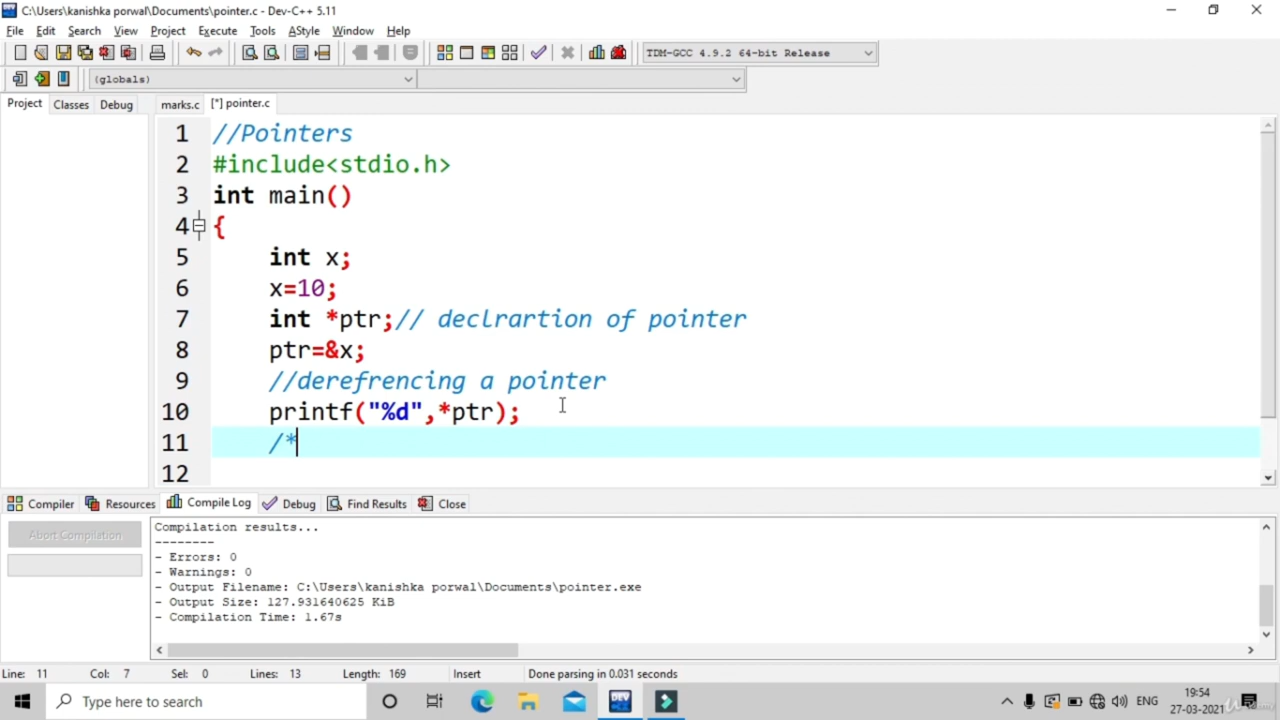 C:\Users\kanishka porwal\Documents\pointer.c - Dev-C++ 5.11
File Edit Search View Project Execute Tools AStyle Window Help
TDM-GCC 4.9.2 64-bit Release
(globals)
Project Classes Debug marks.c [*] pointer.c
1 //Pointers
2 #include<stdio.h>
3 int main()
4 {
5 int x;
6 x=10;
7 int *ptr;// declrartion of pointer
8 ptr=&x;
9 //derefrencing a pointer
10 printf("%d",*ptr);
11 /*
12
Compiler Resources Compile Log Debug Find Results Close
Abort Compilation
Compilation results...
--------
- Errors: 0
- Warnings: 0
- Output Filename: C:\Users\kanishka porwal\Documents\pointer.exe
- Output Size: 127.931640625 KiB
- Compilation Time: 1.67s
Line: 11 Col: 7 Sel: 0 Lines: 13 Length: 169 Insert Done parsing in 0.031 seconds
Type here to search
DEV
ENG
19:54
27-03-2021
Udemy